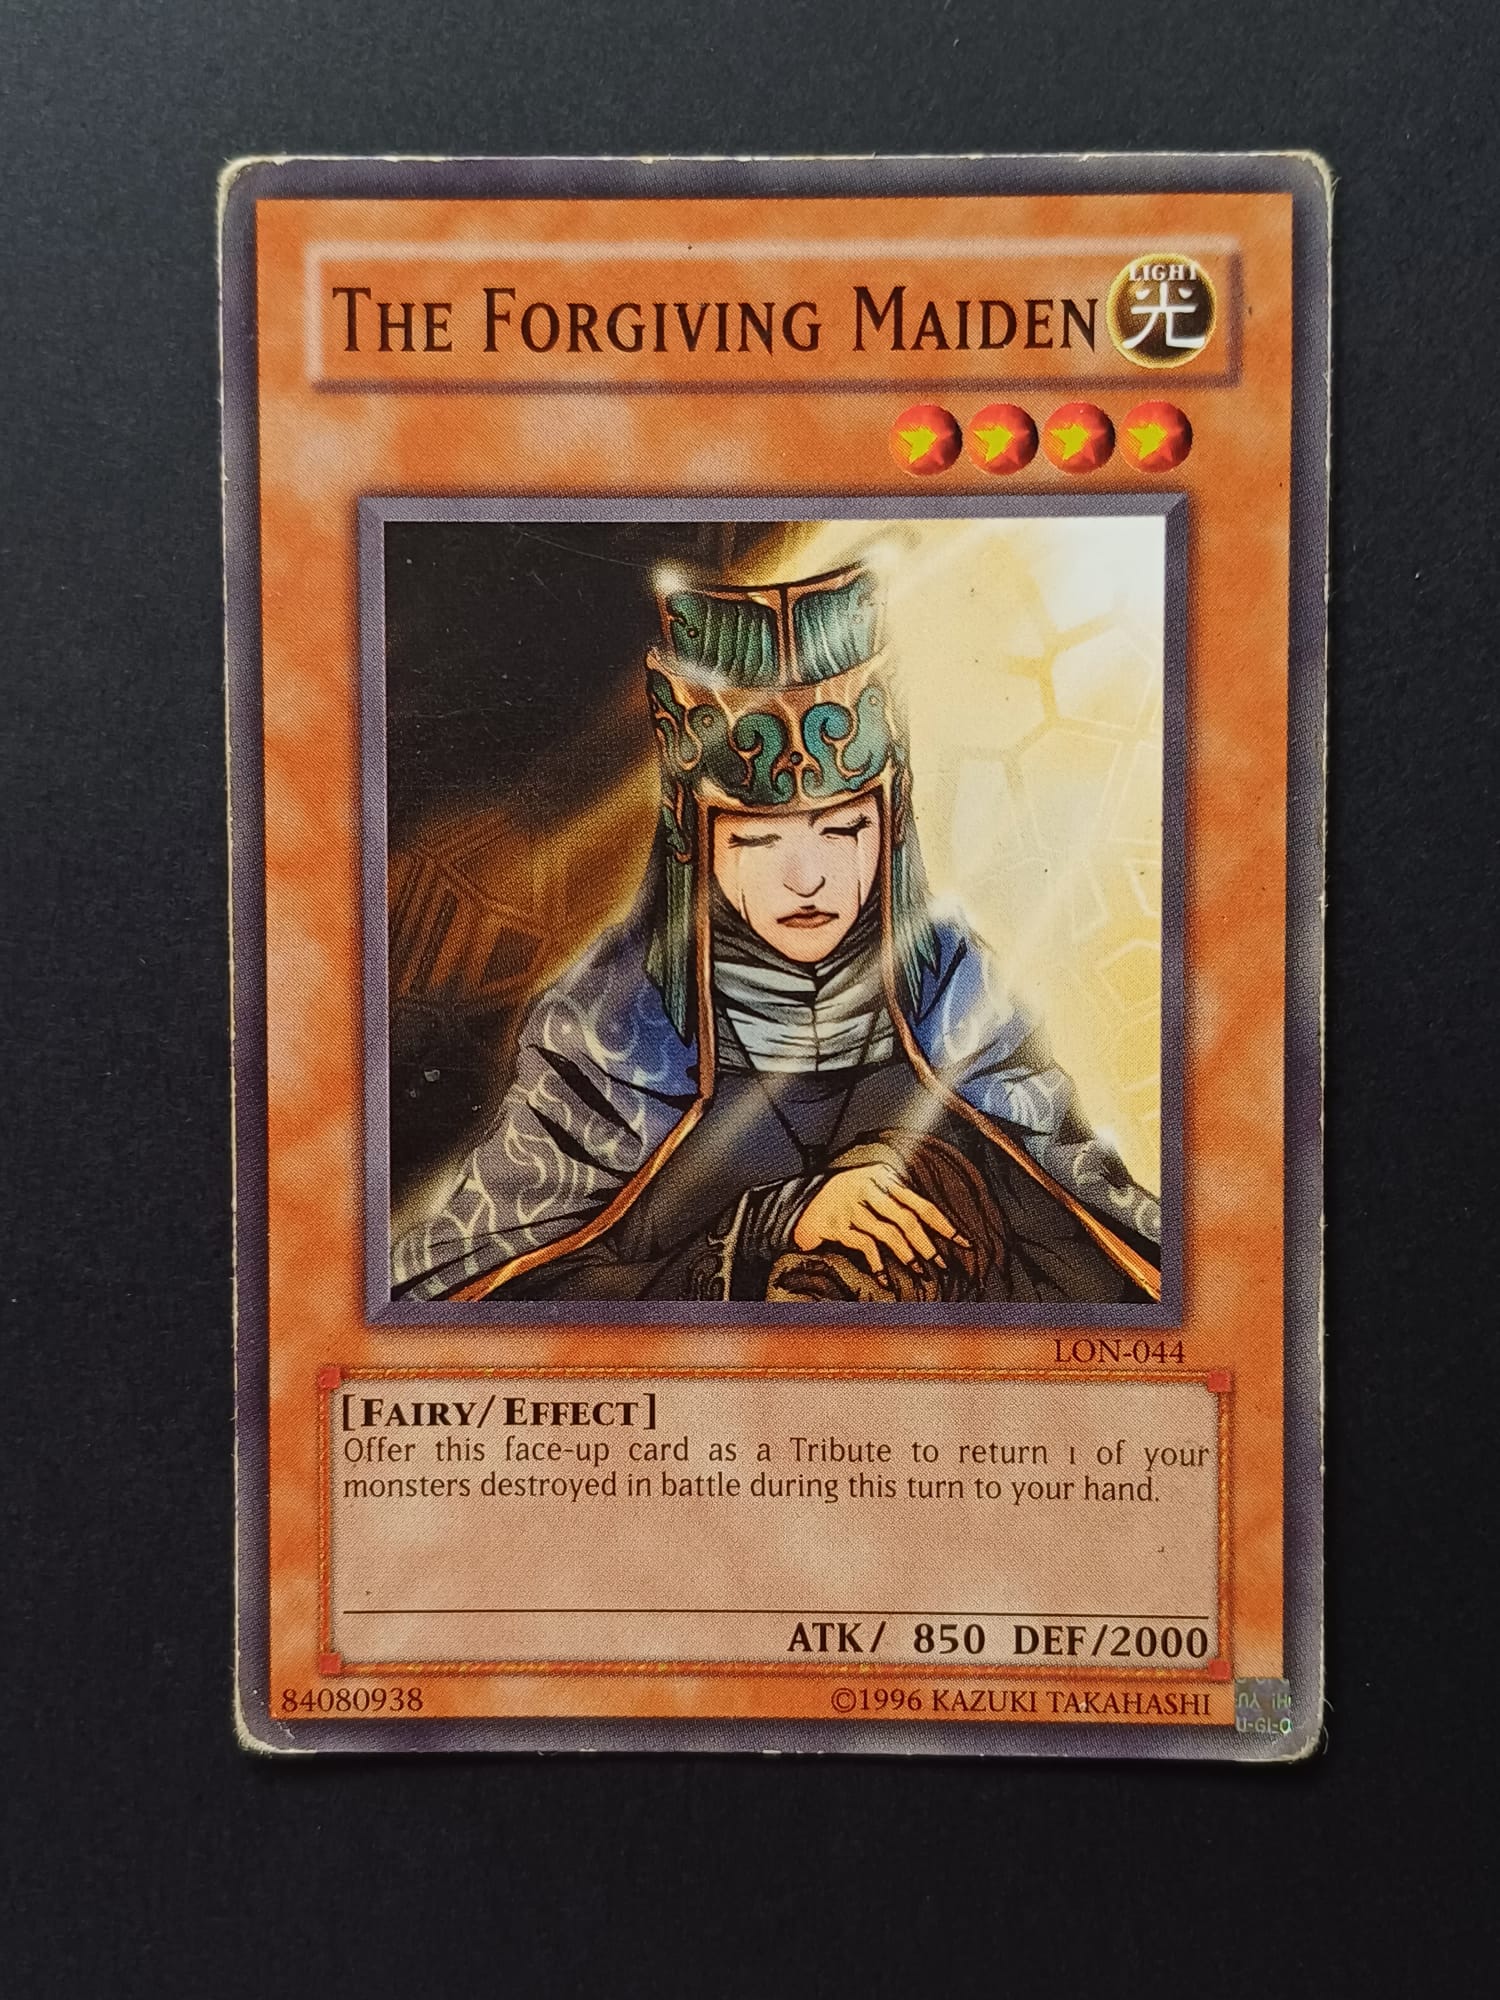 THE FORGIVING MAIDEN
LIGHT
光
LON-044
[FAIRY/EFFECT]
Offer this face-up card as a Tribute to return 1 of your
monsters destroyed in battle during this turn to your hand.
ATK/ 850 DEF/2000
84080938 ©1996 KAZUKI TAKAHASHI